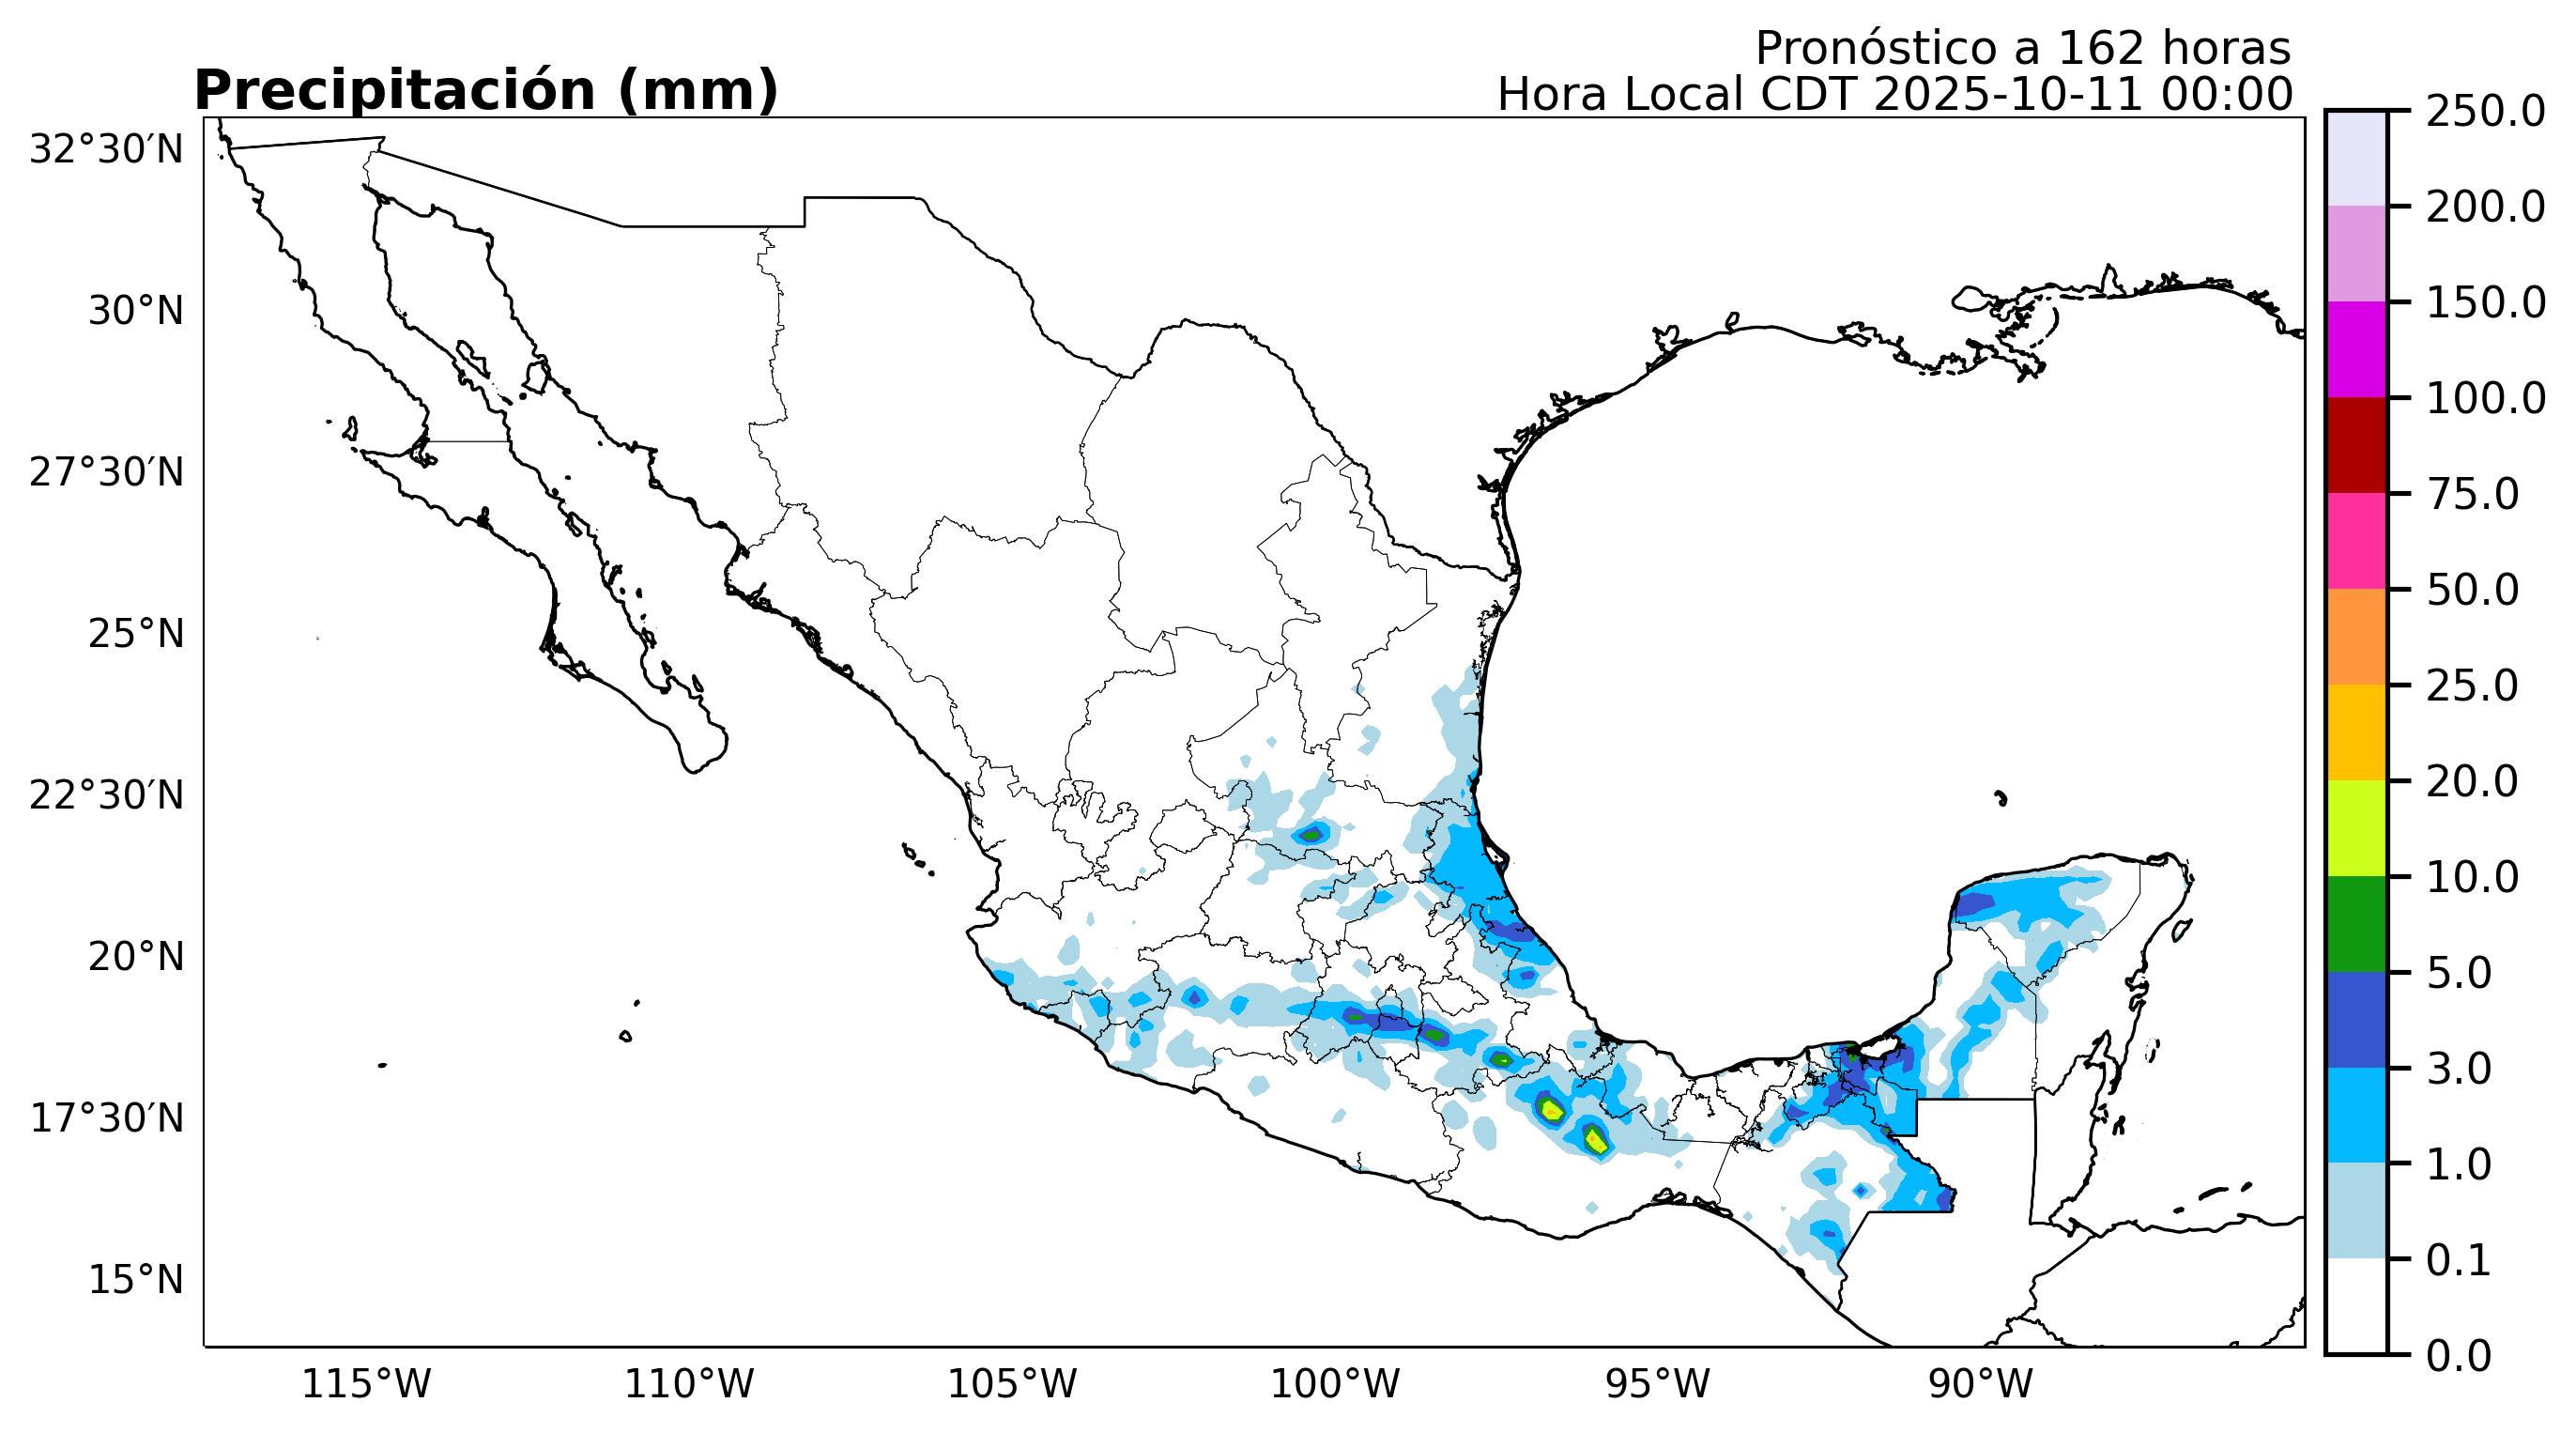 Pronóstico a 162 horas
Precipitación (mm)
Hora Local CDT 2025-10-11 00:00
32°30′N
30°N
27°30′N
25°N
22°30′N
20°N
17°30′N
15°N
115°W
110°W
105°W
100°W
95°W
90°W
250.0
200.0
150.0
100.0
75.0
50.0
25.0
20.0
10.0
5.0
3.0
1.0
0.1
0.0